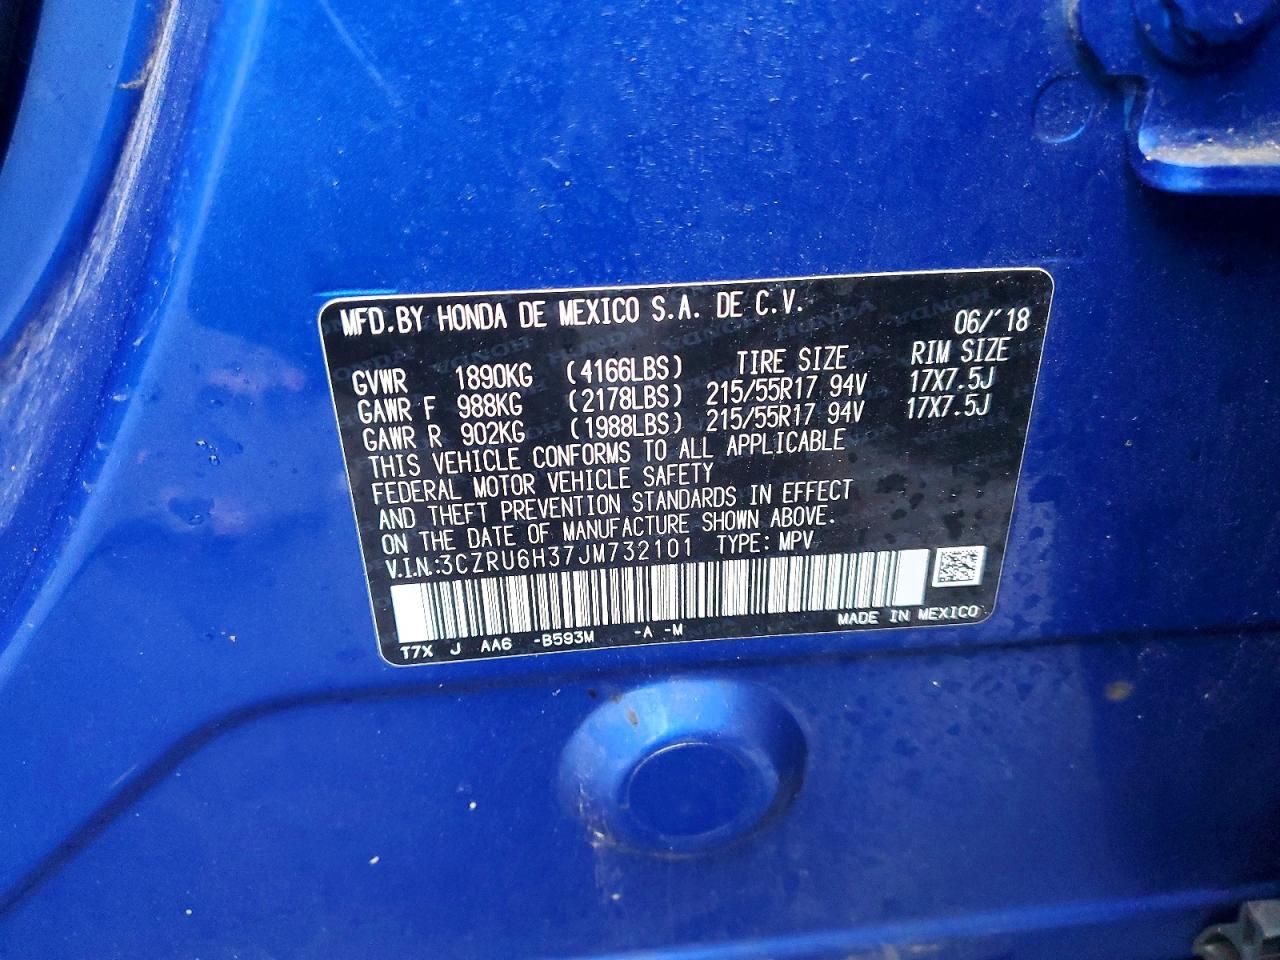 MFD.BY HONDA DE MEXICO S.A. DE C.V.
06/'18
GVWR 1890KG (4166LBS) TIRE SIZE RIM SIZE
GAWR F 988KG (2178LBS) 215/55R17 94V 17X7.5J
GAWR R 902KG (1988LBS) 215/55R17 94V 17X7.5J
THIS VEHICLE CONFORMS TO ALL APPLICABLE
FEDERAL MOTOR VEHICLE SAFETY
AND THEFT PREVENTION STANDARDS IN EFFECT
ON THE DATE OF MANUFACTURE SHOWN ABOVE.
V.I.N.:3CZRU6H37JM732101 TYPE: MPV
MADE IN MEXICO
T7X J AA6 -B593M -A -M